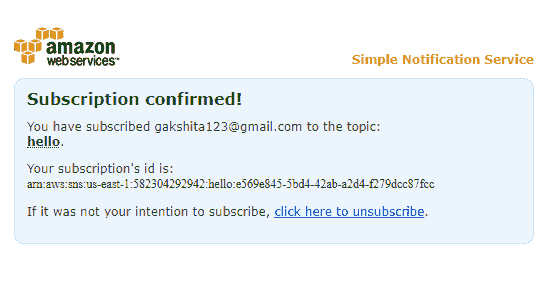 amazon
webservices™
Simple Notification Service
Subscription confirmed!
You have subscribed gakshita123@gmail.com to the topic:
hello.
Your subscription's id is:
arn:aws:sns:us-east-1:582304292942:hello:e569e845-5bd4-42ab-a2d4-f279dcc87fcc
If it was not your intention to subscribe, click here to unsubscribe.